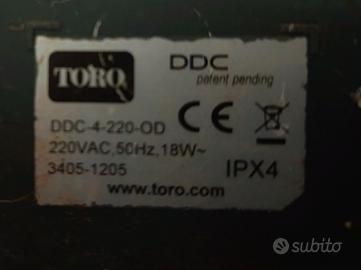 TORO
DDC
patent pending
DDC-4-220-OD
220VAC,50Hz,18W~
3405-1205
CE
IPX4
www.toro.com
subito